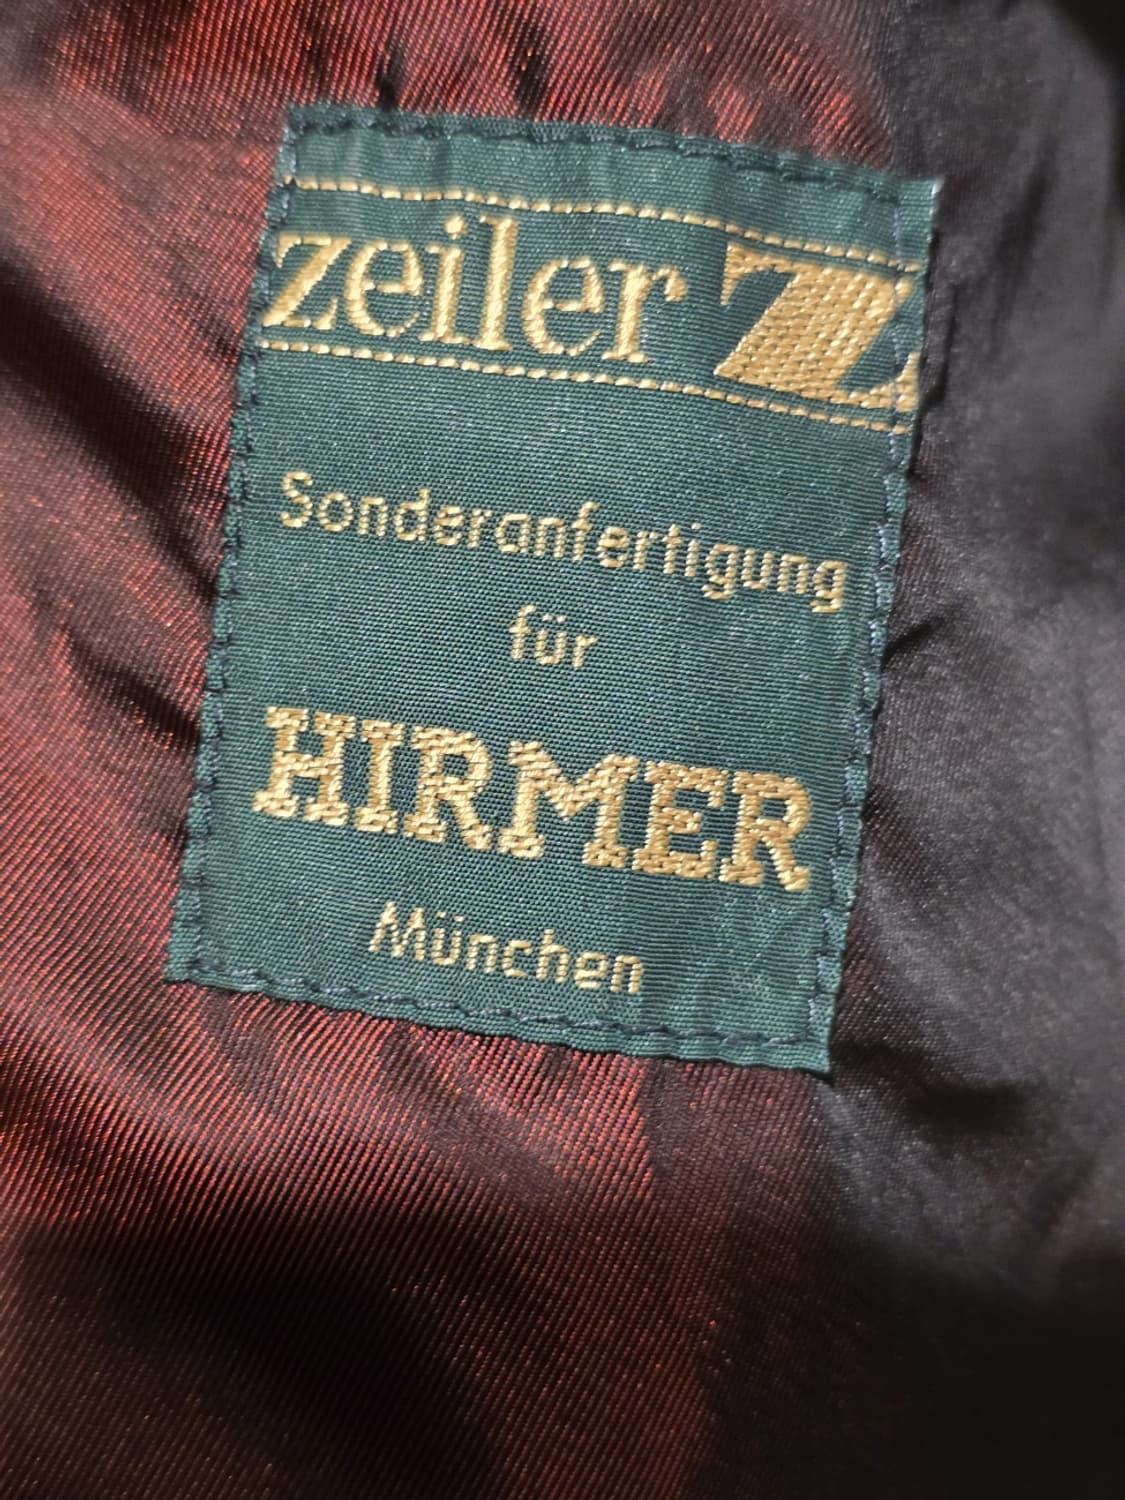 zeiler Z
Sonderanfertigung
für
HIRMER
München